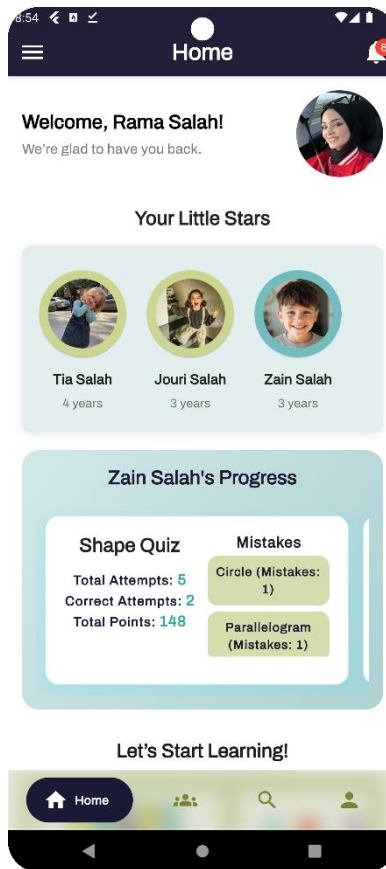 8:54
Home
8
Welcome, Rama Salah!
We're glad to have you back.
Your Little Stars
Tia Salah
4 years
Jouri Salah
3 years
Zain Salah
3 years
Zain Salah's Progress
Shape Quiz
Total Attempts: 5
Correct Attempts: 2
Total Points: 148
Mistakes
Circle (Mistakes:
1)
Parallelogram
(Mistakes: 1)
Let's Start Learning!
Home